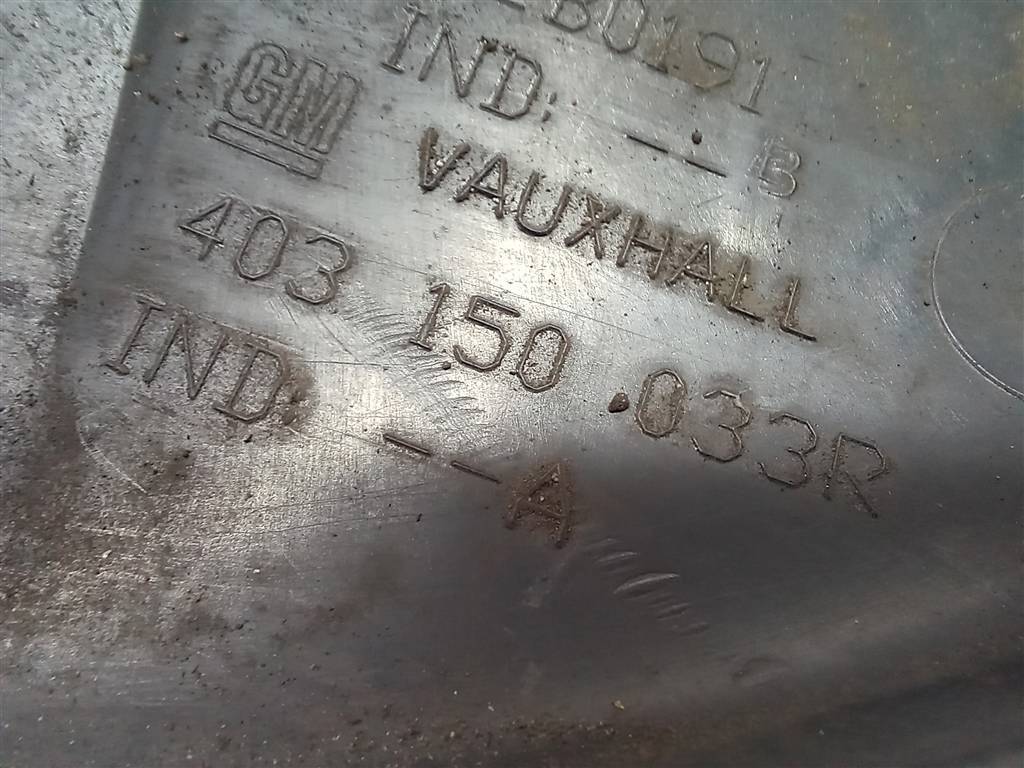 -B0191
IND: --B
GM
VAUXHALL
403 150 033R
IND: --A